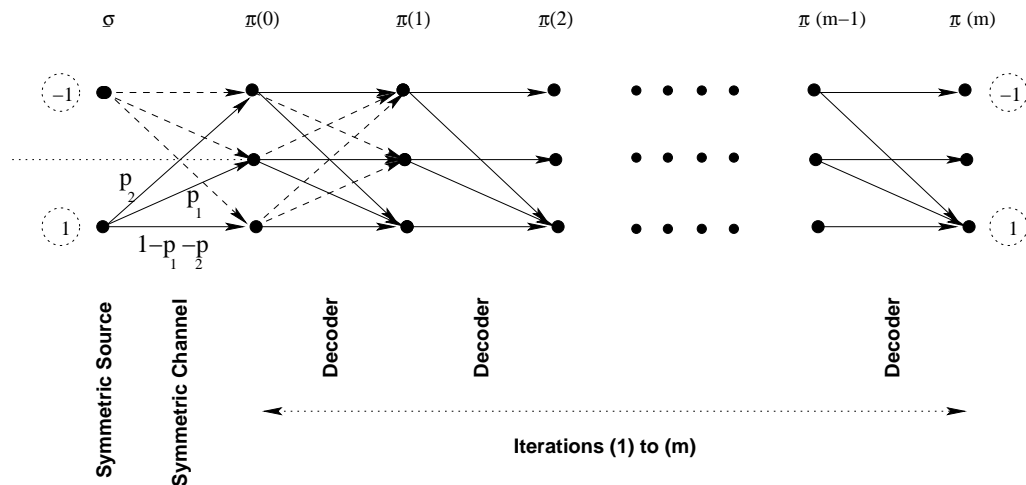 σ π(0) π(1) π(2) π (m−1) π (m)
−1 −1
p2
p1
1 1
1−p1 −p2
Symmetric Source
Symmetric Channel
Decoder
Decoder
Decoder
Iterations (1) to (m)